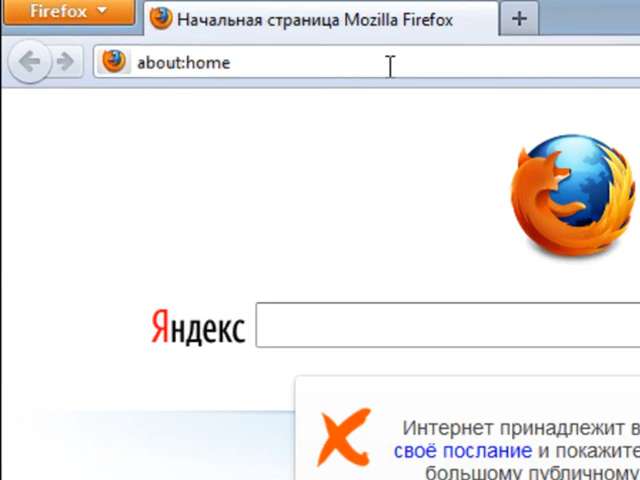 Firefox
Начальная страница Mozilla Firefox
about:home
Яндекс
Интернет принадлежит
своё послание и покажите
большому публичному